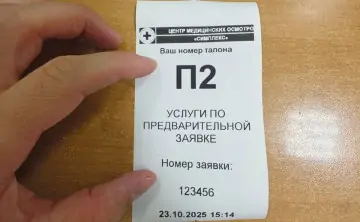 ЦЕНТР МЕДИЦИНСКИХ ОСМОТРО
«СИМПЛЕКС»
Ваш номер талона
П2
УСЛУГИ ПО
ПРЕДВАРИТЕЛЬНОЙ
ЗАЯВКЕ
Номер заявки:
123456
23.10.2025 15:14